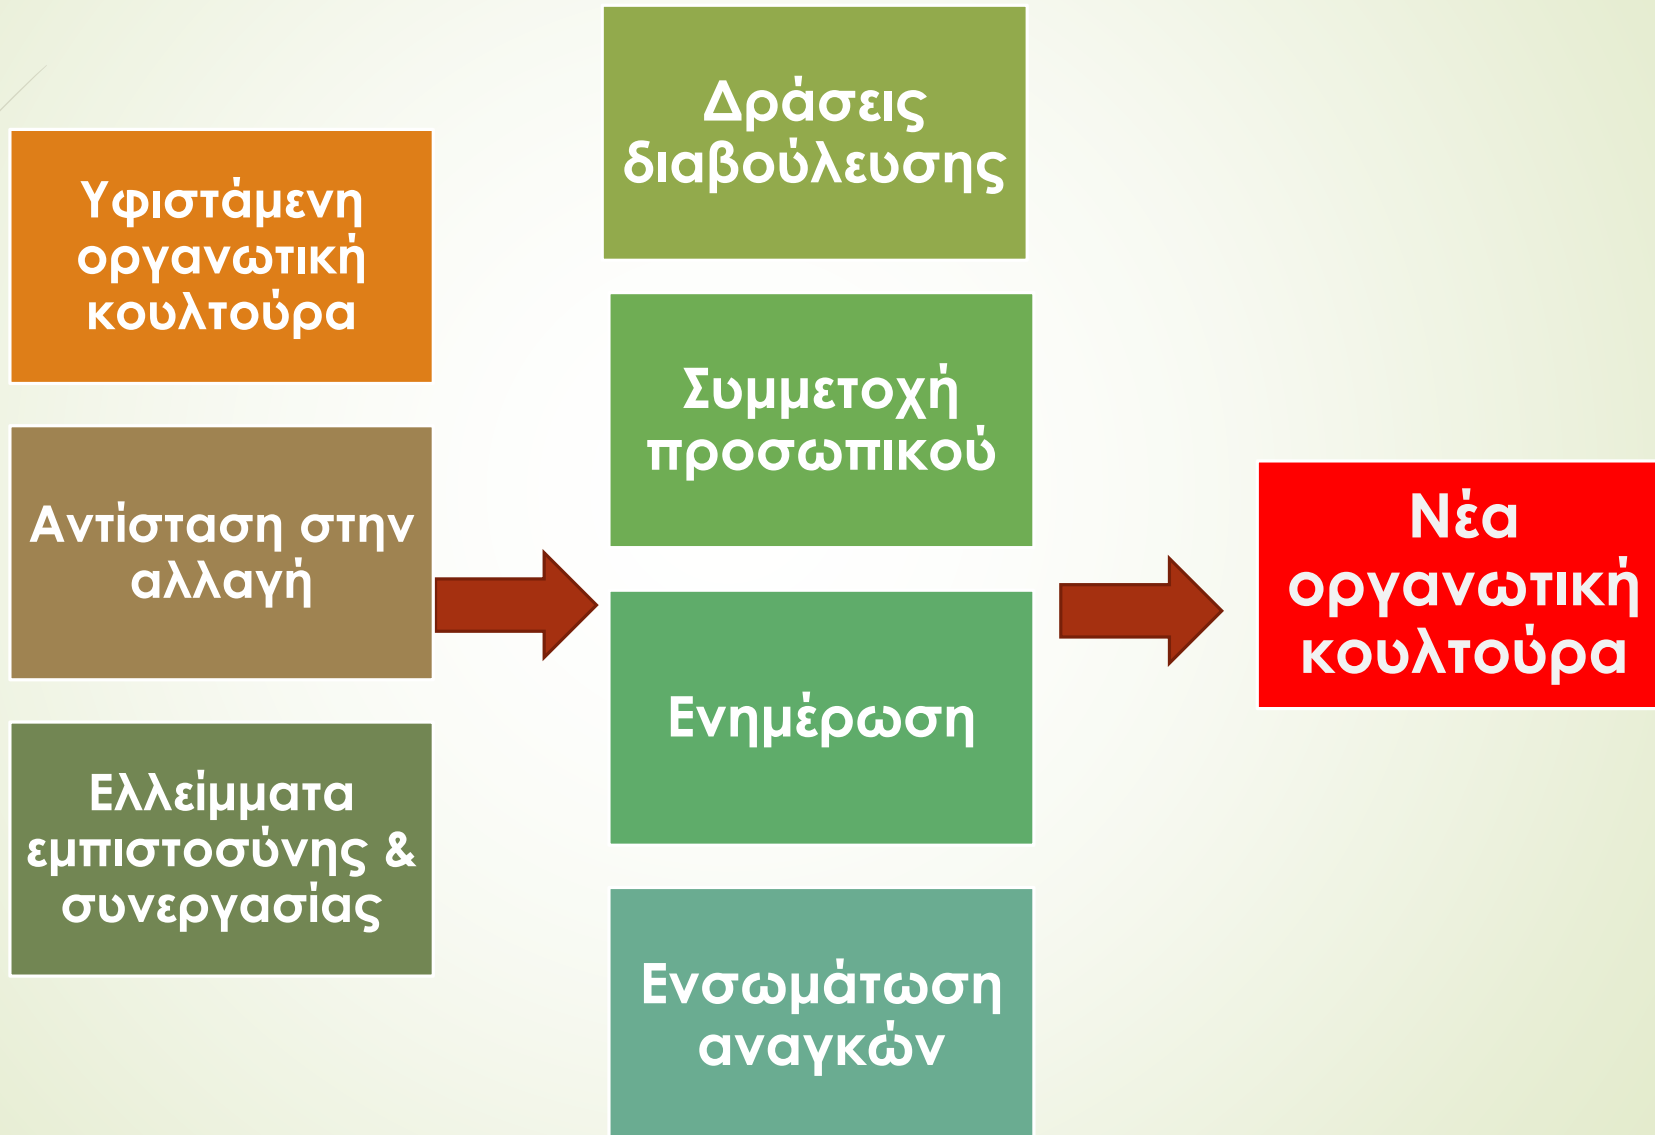 Υφιστάμενη
οργανωτική
κουλτούρα
Αντίσταση στην
αλλαγή
Ελλείμματα
εμπιστοσύνης &
συνεργασίας
Δράσεις
διαβούλευσης
Συμμετοχή
προσωπικού
Ενημέρωση
Ενσωμάτωση
αναγκών
Νέα
οργανωτική
κουλτούρα